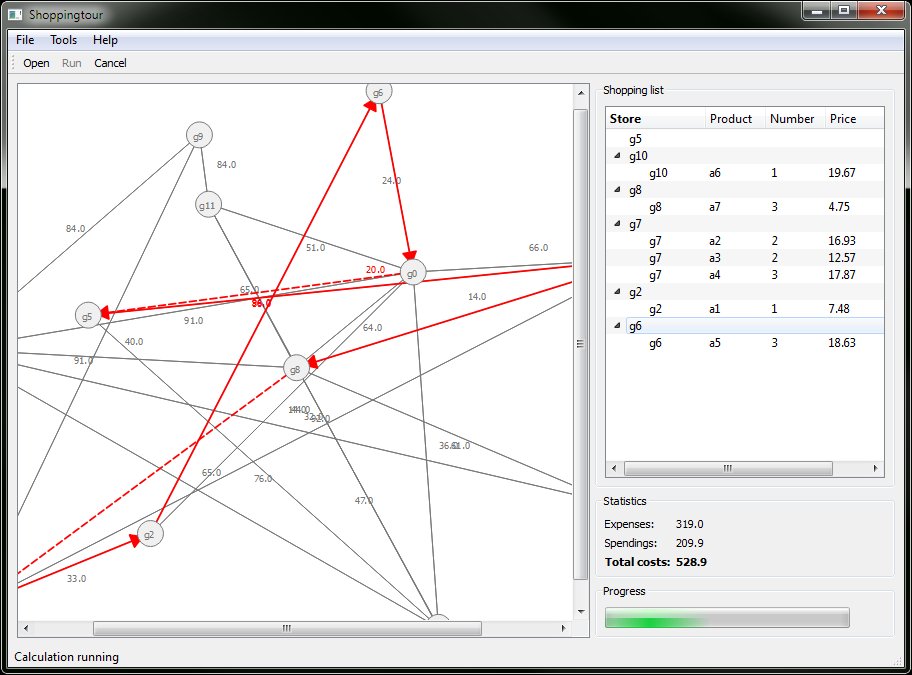 Shoppingtour
File Tools Help
Open Run Cancel
g6
g9
84.0
24.0
g11
84.0
51.0
66.0
20.0
g0
65.0
14.0
g5
91.0
64.0
40.0
91.0
g8
44.0
36.0
65.0
76.0
47.0
g2
33.0
Shopping list
Store Product Number Price
g5
g10
g10 a6 1 19.67
g8
g8 a7 3 4.75
g7
g7 a2 2 16.93
g7 a3 2 12.57
g7 a4 3 17.87
g2
g2 a1 1 7.48
g6
g6 a5 3 18.63
Statistics
Expenses: 319.0
Spendings: 209.9
Total costs: 528.9
Progress
Calculation running